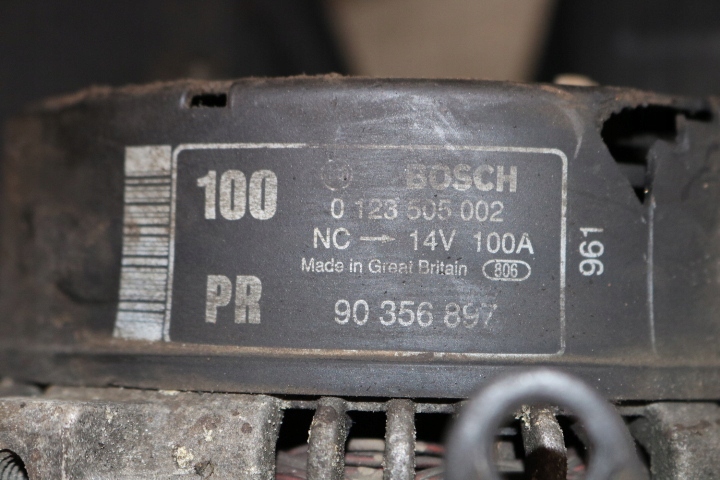 100 BOSCH
0 123 505 002
NC → 14V 100A
Made in Great Britain 806
PR 90 356 897
961